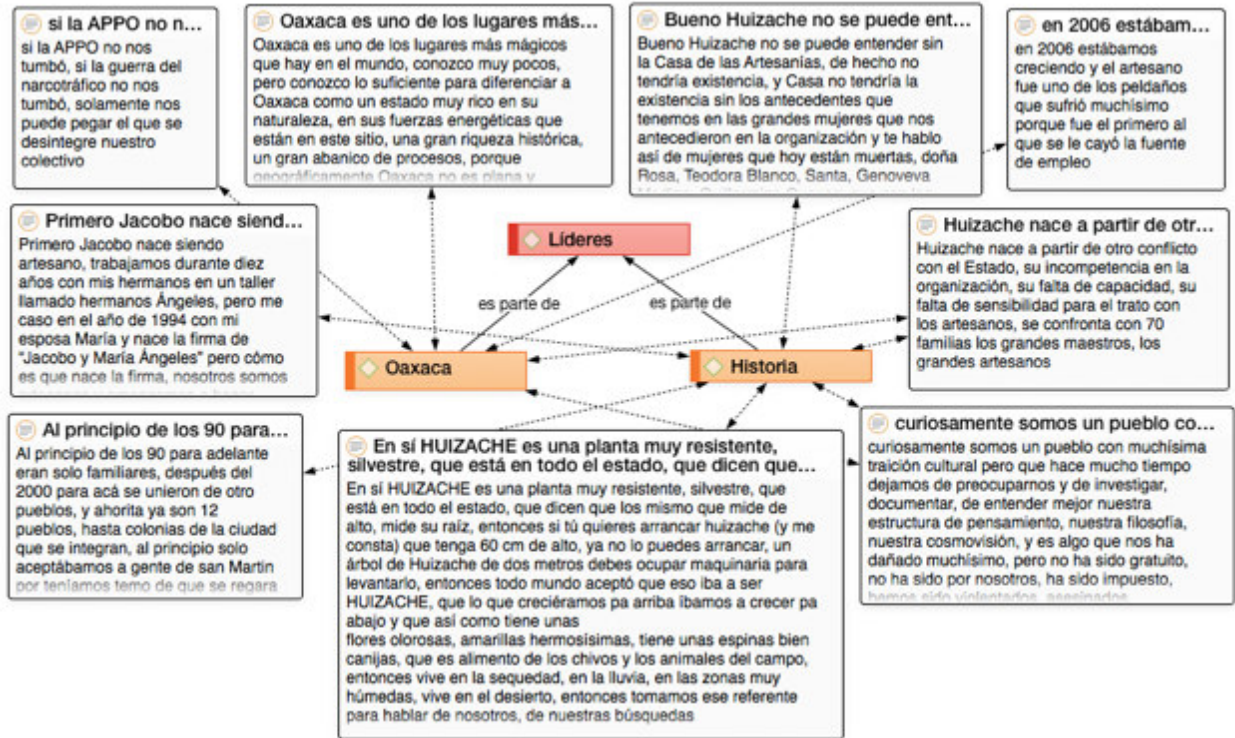 si la APPO no n...
si la APPO no nos
tumbó, si la guerra del
narcotráfico no nos
tumbó, solamente nos
puede pegar el que se
desintegre nuestro
colectivo
Oaxaca es uno de los lugares más...
Oaxaca es uno de los lugares más mágicos
que hay en el mundo, conozco muy pocos,
pero conozco lo suficiente para diferenciar a
Oaxaca como un estado muy rico en su
naturaleza, en sus fuerzas energéticas que
están en este sitio, una gran riqueza histórica,
un gran abanico de procesos, porque
geográficamente Oaxaca no es plana y
Bueno Huizache no se puede ent...
Bueno Huizache no se puede entender sin
la Casa de las Artesanías, de hecho no
tendría existencia, y Casa no tendría la
existencia sin los antecedentes que
tenemos en las grandes mujeres que nos
antecedieron en la organización y te hablo
así de mujeres que hoy están muertas, doña
Rosa, Teodora Blanco, Santa, Genoveva
en 2006 estábam...
en 2006 estábamos
creciendo y el artesano
fue uno de los peldaños
que sufrió muchísimo
porque fue el primero al
que se le cayó la fuente
de empleo
Primero Jacobo nace siend...
Primero Jacobo nace siendo
artesano, trabajamos durante diez
años con mis hermanos en un taller
llamado hermanos Ángeles, pero me
caso en el año de 1994 con mi
esposa María y nace la firma de
"Jacobo y María Ángeles" pero cómo
es que nace la firma, nosotros somos
Líderes
es parte de
es parte de
Oaxaca
Historia
Huizache nace a partir de otr...
Huizache nace a partir de otro conflicto
con el Estado, su incompetencia en la
organización, su falta de capacidad, su
falta de sensibilidad para el trato con
los artesanos, se confronta con 70
familias los grandes maestros, los
grandes artesanos
Al principio de los 90 para...
Al principio de los 90 para adelante
eran solo familiares, después del
2000 para acá se unieron de otro
pueblos, y ahorita ya son 12
pueblos, hasta colonias de la ciudad
que se integran, al principio solo
aceptábamos a gente de san Martin
por teníamos temo de que se regara
En sí HUIZACHE es una planta muy resistente,
silvestre, que está en todo el estado, que dicen que...
En sí HUIZACHE es una planta muy resistente, silvestre, que
está en todo el estado, que dicen que los mismo que mide de
alto, mide su raíz, entonces si tú quieres arrancar huizache (y me
consta) que tenga 60 cm de alto, ya no lo puedes arrancar, un
árbol de Huizache de dos metros debes ocupar maquinaria para
levantarlo, entonces todo mundo aceptó que eso iba a ser
HUIZACHE, que lo que creciéramos pa arriba íbamos a crecer pa
abajo y que así como tiene unas
flores olorosas, amarillas hermosísimas, tiene unas espinas bien
canijas, que es alimento de los chivos y los animales del campo,
entonces vive en la sequedad, en la lluvia, en las zonas muy
húmedas, vive en el desierto, entonces tomamos ese referente
para hablar de nosotros, de nuestras búsquedas
curiosamente somos un pueblo co...
curiosamente somos un pueblo con muchísima
traición cultural pero que hace mucho tiempo
dejamos de preocuparnos y de investigar,
documentar, de entender mejor nuestra
estructura de pensamiento, nuestra filosofía,
nuestra cosmovisión, y es algo que nos ha
dañado muchísimo, pero no ha sido gratuito,
no ha sido por nosotros, ha sido impuesto,
hemos sido violentados, asesinados